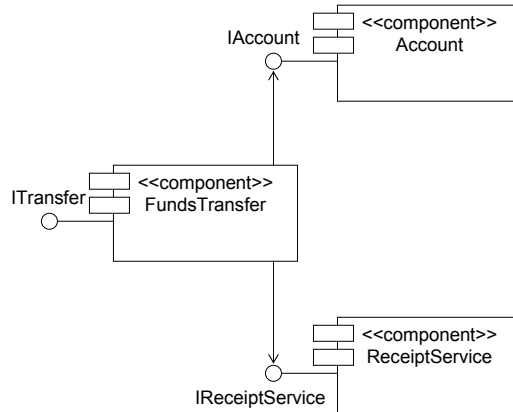 IAccount
<<component>>
Account
ITransfer
<<component>>
FundsTransfer
<<component>>
ReceiptService
IReceiptService